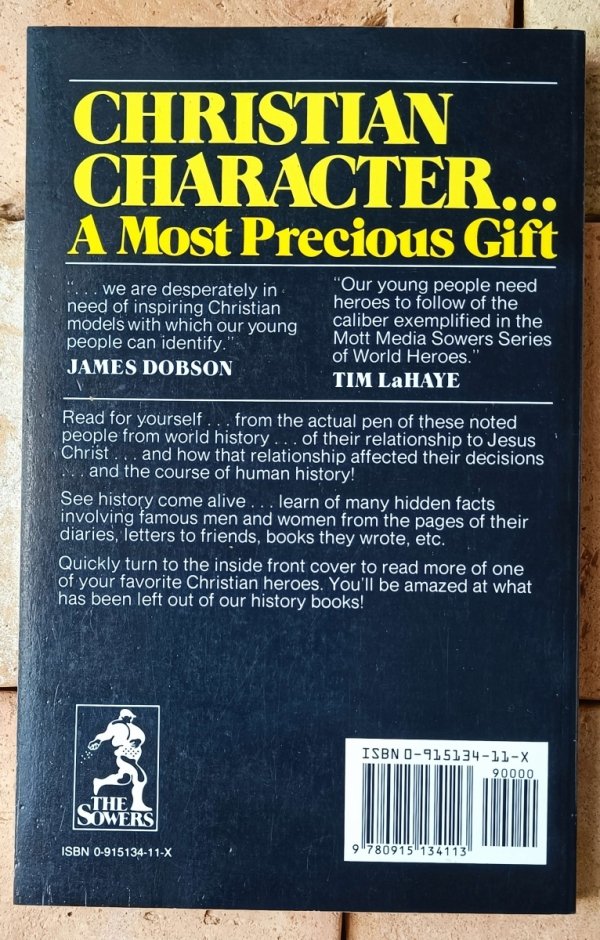 CHRISTIAN
CHARACTER...
A Most Precious Gift
". . . we are desperately in
need of inspiring Christian
models with which our young
people can identify."
JAMES DOBSON
"Our young people need
heroes to follow of the
caliber exemplified in the
Mott Media Sowers Series
of World Heroes."
TIM LaHAYE
Read for yourself . . . from the actual pen of these noted
people from world history . . . of their relationship to Jesus
Christ . . . and how that relationship affected their decisions
. . . and the course of human history!
See history come alive . . . learn of many hidden facts
involving famous men and women from the pages of their
diaries, letters to friends, books they wrote, etc.
Quickly turn to the inside front cover to read more of one
of your favorite Christian heroes. You'll be amazed at what
has been left out of our history books!
THE
SOWERS
ISBN 0-915134-11-X
ISBN 0-915134-11-X
90000
9 780915 134113